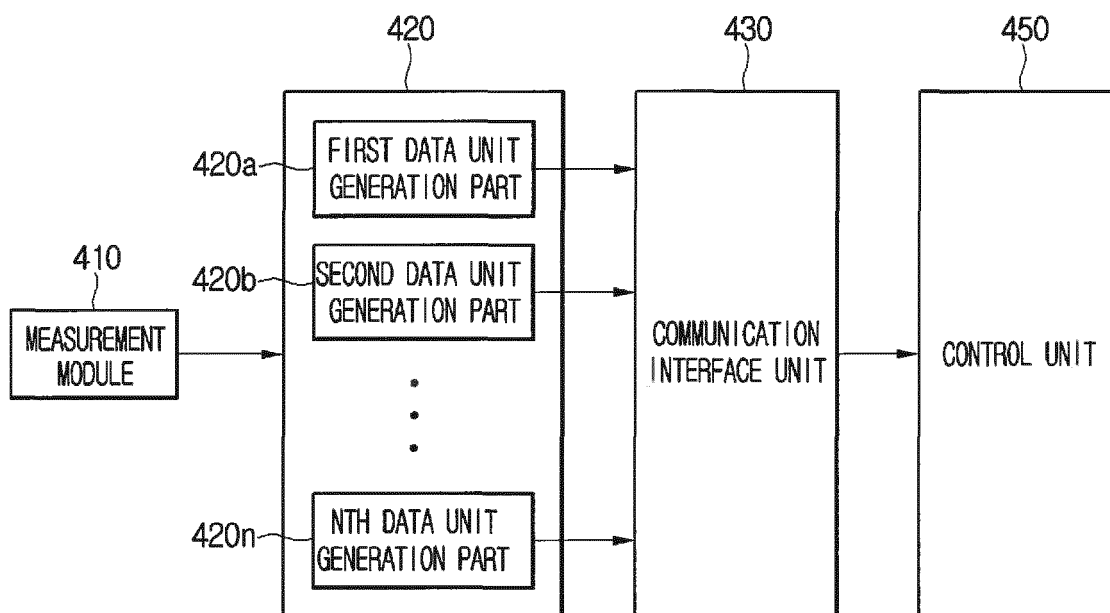 420
430
450
420a
FIRST DATA UNIT
GENERATION PART
410
420b
SECOND DATA UNIT
GENERATION PART
MEASUREMENT
MODULE
COMMUNICATION
INTERFACE UNIT
CONTROL UNIT
420n
NTH DATA UNIT
GENERATION PART